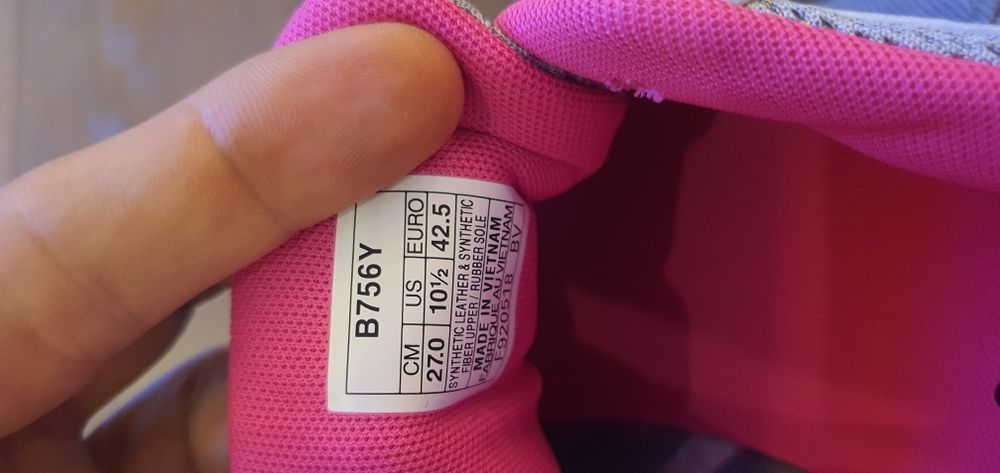 B756Y
CM US EURO
27.0 10½ 42.5
SYNTHETIC LEATHER & SYNTHETIC
FIBER UPPER / RUBBER SOLE
MADE IN VIETNAM
FABRIQUE AU VIETNAM
F920518 BV